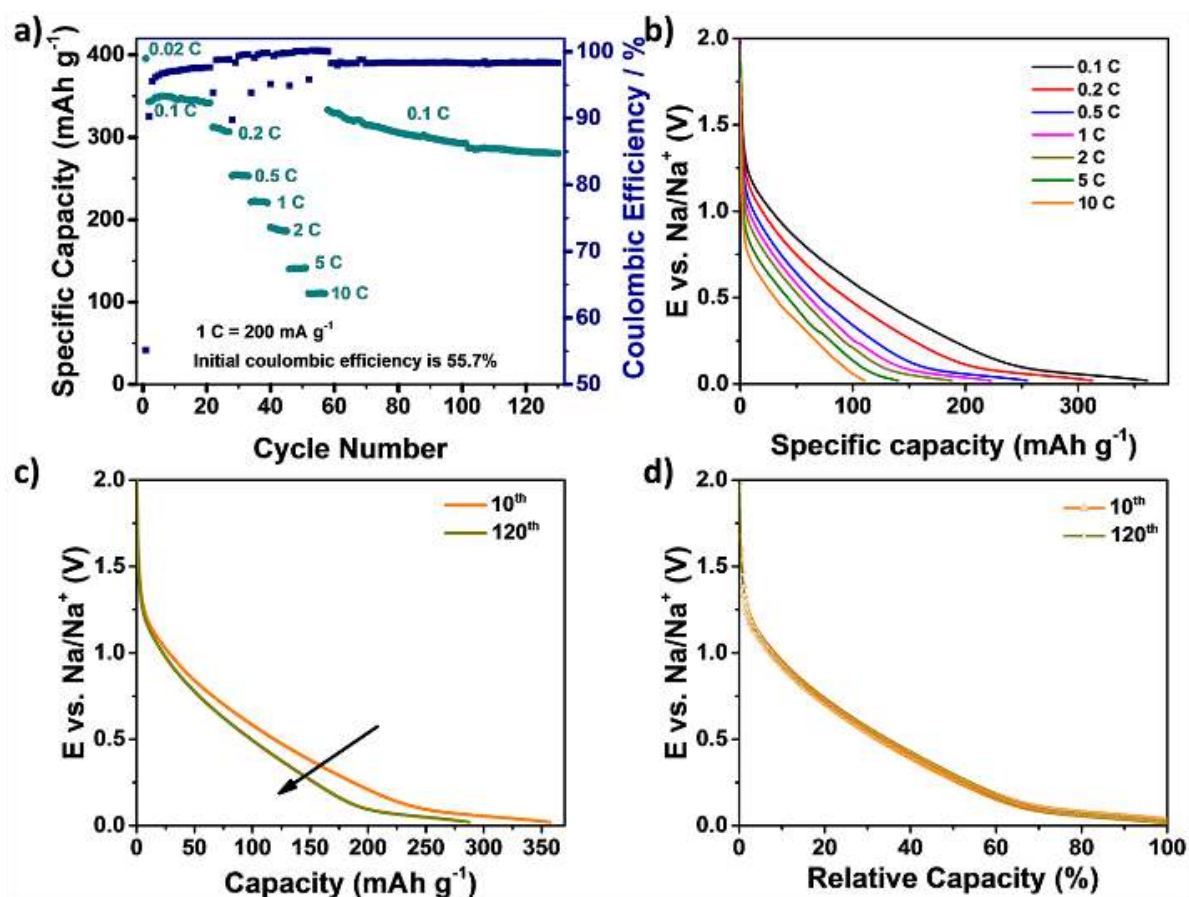 a)
Specific Capacity (mAh g⁻¹)
400
300
200
100
0
0.02 C
0.1 C
0.2 C
0.5 C
1 C
2 C
5 C
10 C
0.1 C
1 C = 200 mA g⁻¹
Initial coulombic efficiency is 55.7%
100
90
80
70
60
50
Coulombic Efficiency / %
0 20 40 60 80 100 120
Cycle Number
b)
E vs. Na/Na⁺ (V)
2.0
1.5
1.0
0.5
0.0
0.1 C
0.2 C
0.5 C
1 C
2 C
5 C
10 C
0 100 200 300
Specific capacity (mAh g⁻¹)
c)
E vs. Na/Na⁺ (V)
2.0
1.5
1.0
0.5
0.0
10th
120th
0 50 100 150 200 250 300 350
Capacity (mAh g⁻¹)
d)
E vs. Na/Na⁺ (V)
2.0
1.5
1.0
0.5
0.0
10th
120th
0 20 40 60 80 100
Relative Capacity (%)